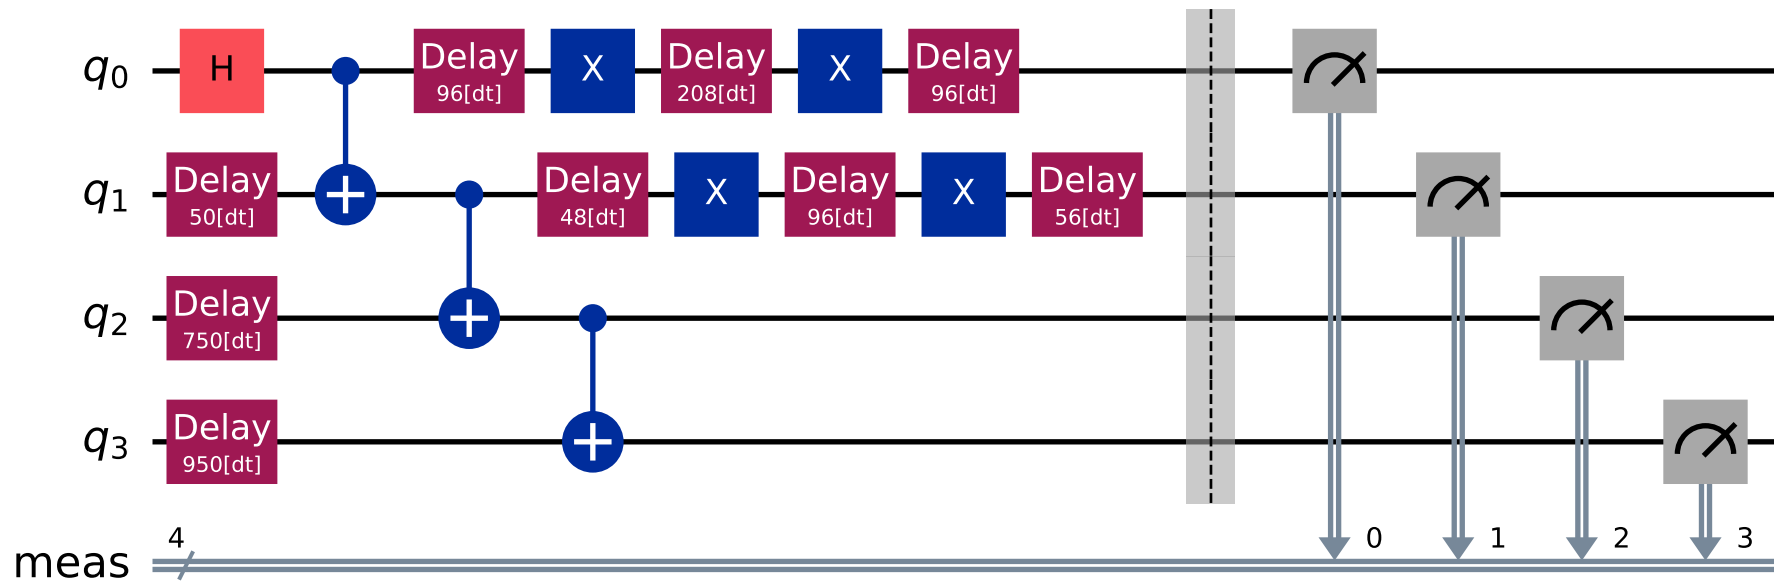 q0 H Delay X Delay X Delay
96[dt] 208[dt] 96[dt]
q1 Delay Delay X Delay X Delay
50[dt] 48[dt] 96[dt] 56[dt]
q2 Delay
750[dt]
q3 Delay
950[dt]
4 0 1 2 3
meas